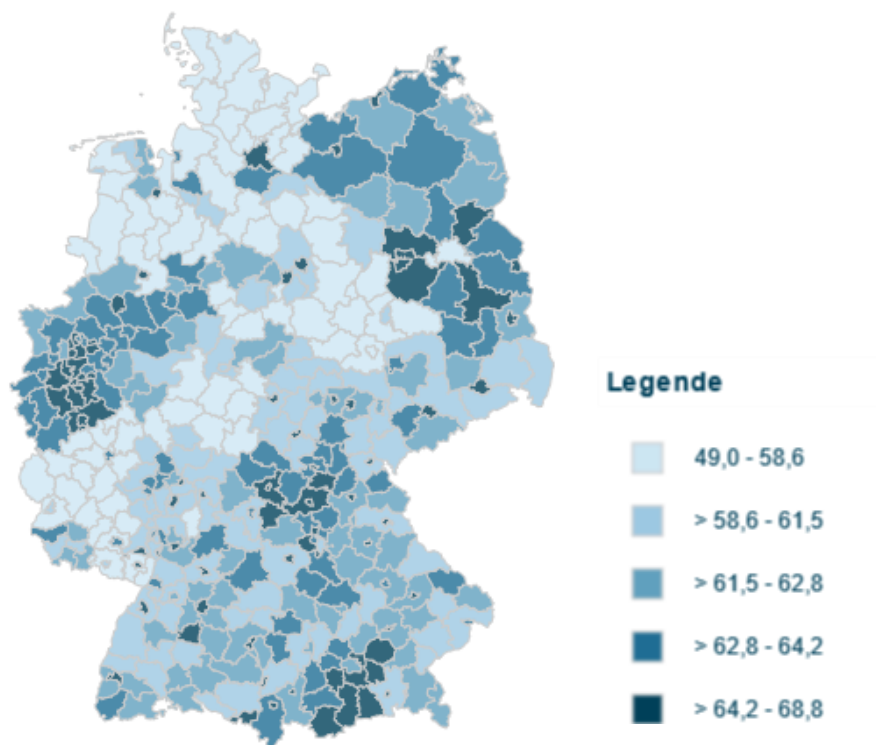 Legende
49,0 - 58,6
> 58,6 - 61,5
> 61,5 - 62,8
> 62,8 - 64,2
> 64,2 - 68,8